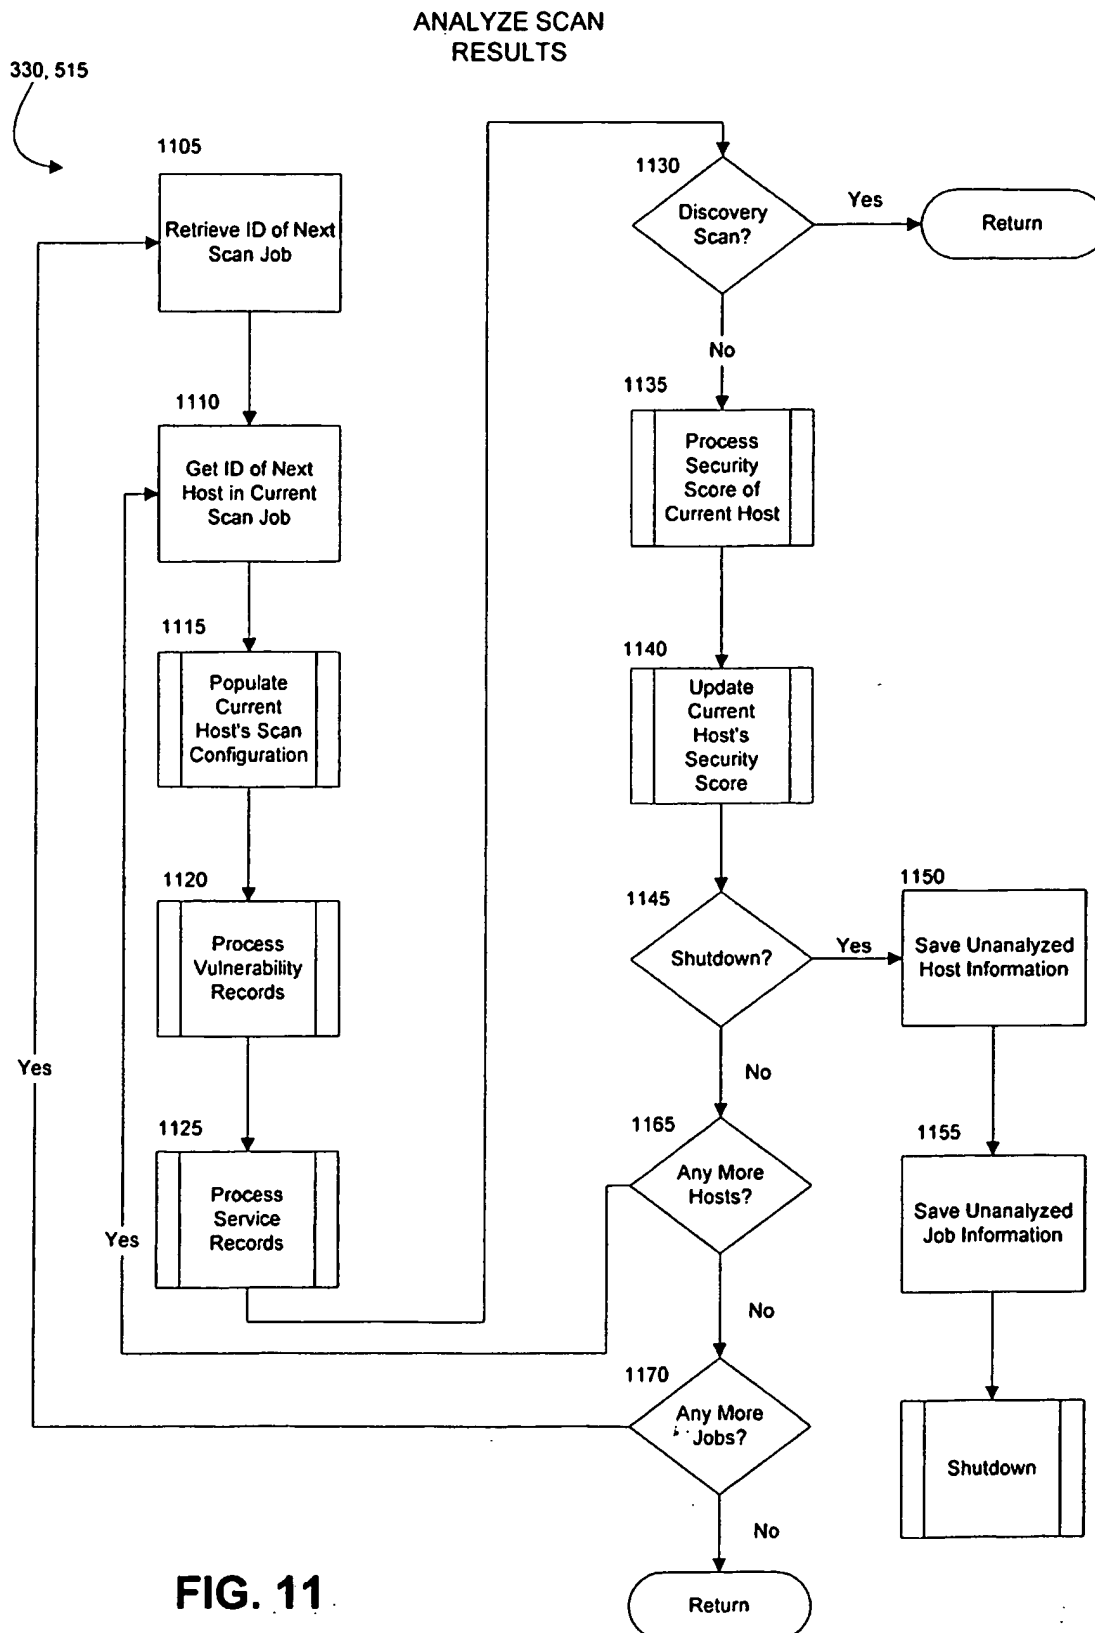 ANALYZE SCAN
RESULTS
330, 515
1105
Retrieve ID of Next
Scan Job
1110
Get ID of Next
Host in Current
Scan Job
1115
Populate
Current
Host's Scan
Configuration
1120
Process
Vulnerability
Records
Yes
1125
Process
Service
Records
Yes
1130
Discovery
Scan?
Yes
Return
No
1135
Process
Security
Score of
Current Host
1140
Update
Current
Host's
Security
Score
1145
Shutdown?
Yes
1150
Save Unanalyzed
Host Information
No
1155
Save Unanalyzed
Job Information
1165
Any More
Hosts?
No
1170
Any More
Jobs?
Shutdown
No
Return
FIG. 11